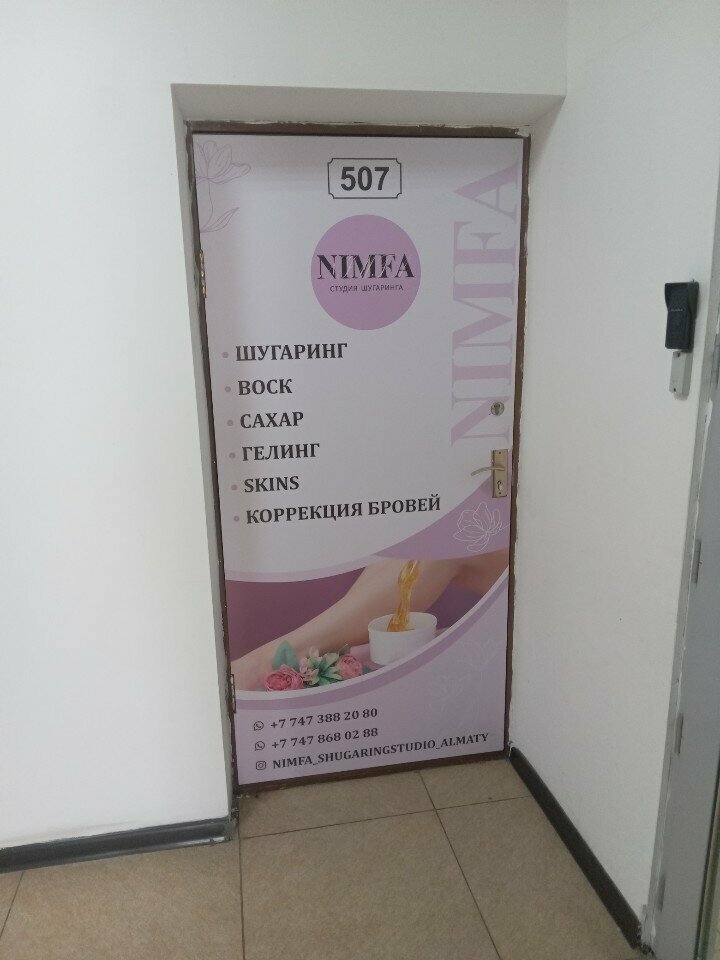 507
NIMFA
СТУДИЯ ШУГАРИНГА
NIMFA
• ШУГАРИНГ
• ВОСК
• САХАР
• ГЕЛИНГ
• SKINS
• КОРРЕКЦИЯ БРОВЕЙ
+7 747 388 20 80
+7 747 868 02 88
NIMFA_SHUGARINGSTUDIO_ALMATY